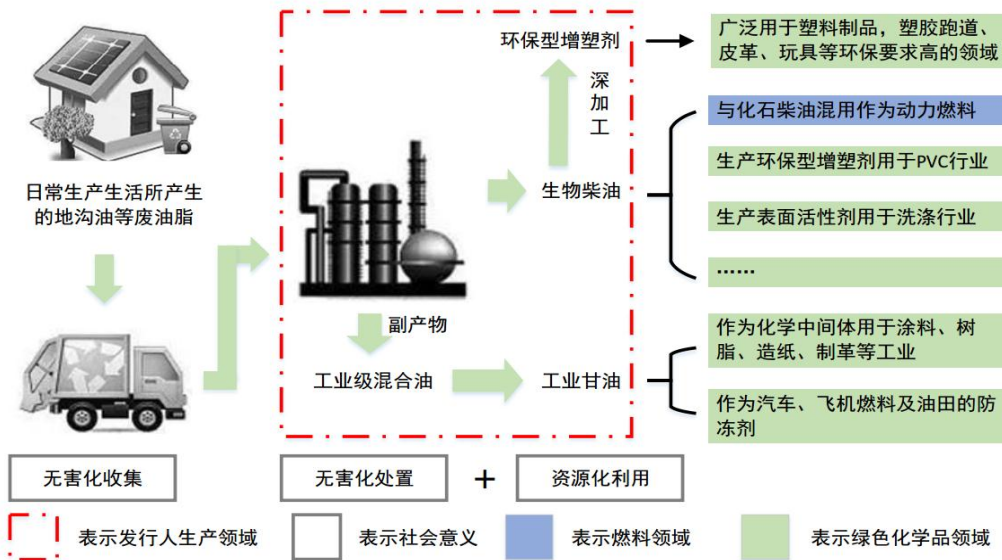 环保型增塑剂
广泛用于塑料制品，塑胶跑道、
皮革、玩具等环保要求高的领域
深加工
与化石柴油混用作为动力燃料
生产环保型增塑剂用于PVC行业
生物柴油
生产表面活性剂用于洗涤行业
······
日常生产生活所产生
的地沟油等废油脂
副产物
工业级混合油
工业甘油
作为化学中间体用于涂料、树
脂、造纸、制革等工业
作为汽车、飞机燃料及油田的防
冻剂
无害化收集
无害化处置
+
资源化利用
表示发行人生产领域
表示社会意义
表示燃料领域
表示绿色化学品领域